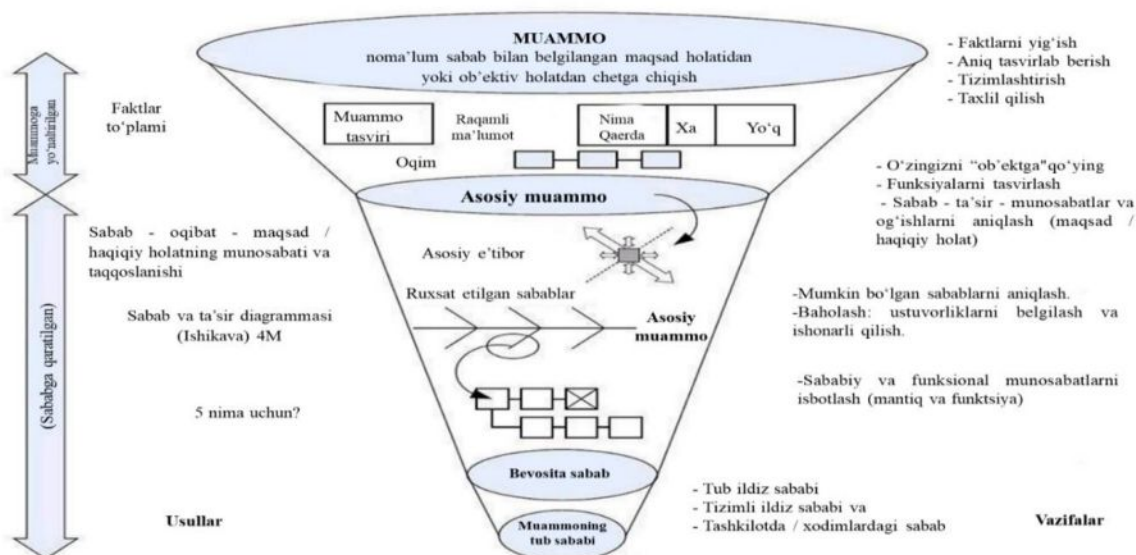 MUAMMO
noma'lum sabab bilan belgilangan maqsad holatidan
yoki ob'ektiv holatdan chetga chiqish
- Faktlarni yig'ish
- Aniq tasvirlab berish
- Tizimlashtirish
- Taxlil qilish
Muammoga
yo'naltirilgan
Faktlar
to'plami
Muammo
tasviri
Raqamli
ma'lumot
Nima
Qaerda
Xa
Yo'q
Oqim
Asosiy muammo
- O'zingizni "ob'ektga"qo'ying
- Funksiyalarni tasvirlash
- Sabab - ta'sir - munosabatlar va
og'ishlarni aniqlash (maqsad /
haqiqiy holat)
Sabab - oqibat - maqsad /
haqiqiy holatning munosabati va
taqqoslanishi
Asosiy e'tibor
(Sababga qaratilgan)
Sabab va ta'sir diagrammasi
(Ishikava) 4M
Ruxsat etilgan sabablar
Asosiy
muammo
-Mumkin bo'lgan sabablarni aniqlash.
-Baholash: ustuvorliklarni belgilash va
ishonarli qilish.
5 nima uchun?
-Sababiy va funksional munosabatlarni
isbotlash (mantiq va funktsiya)
Bevosita sabab
- Tub ildiz sababi
- Tizimli ildiz sababi va
- Tashkilotda / xodimlardagi sabab
Usullar
Muammoning
tub sababi
Vazifalar